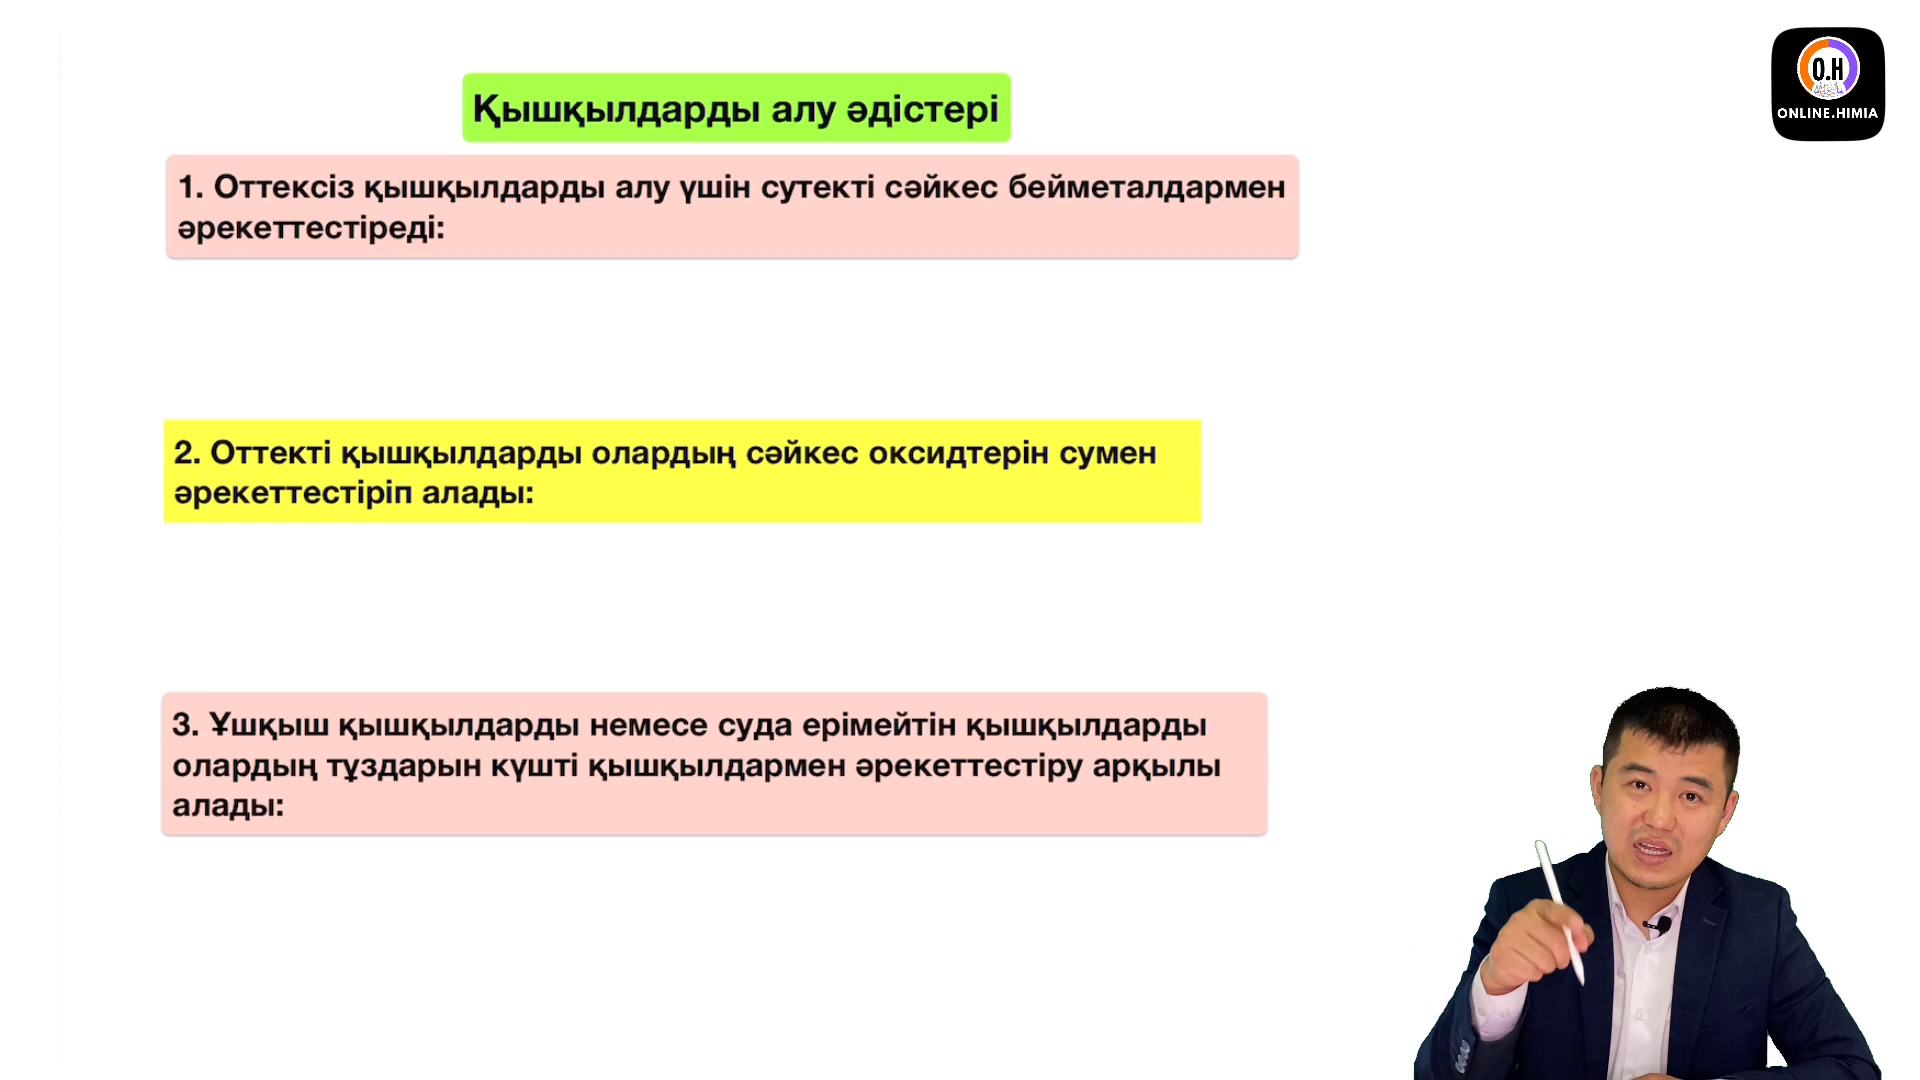 Қышқылдарды алу әдістері
1. Оттексіз қышқылдарды алу үшін сутекті сәйкес бейметалдармен
әрекеттестіреді:
2. Оттекті қышқылдарды олардың сәйкес оксидтерін сумен
әрекеттестіріп алады:
3. Ұшқыш қышқылдарды немесе суда ерімейтін қышқылдарды
олардың тұздарын күшті қышқылдармен әрекеттестіру арқылы
алады:
O.H
ONLINE.HIMIA